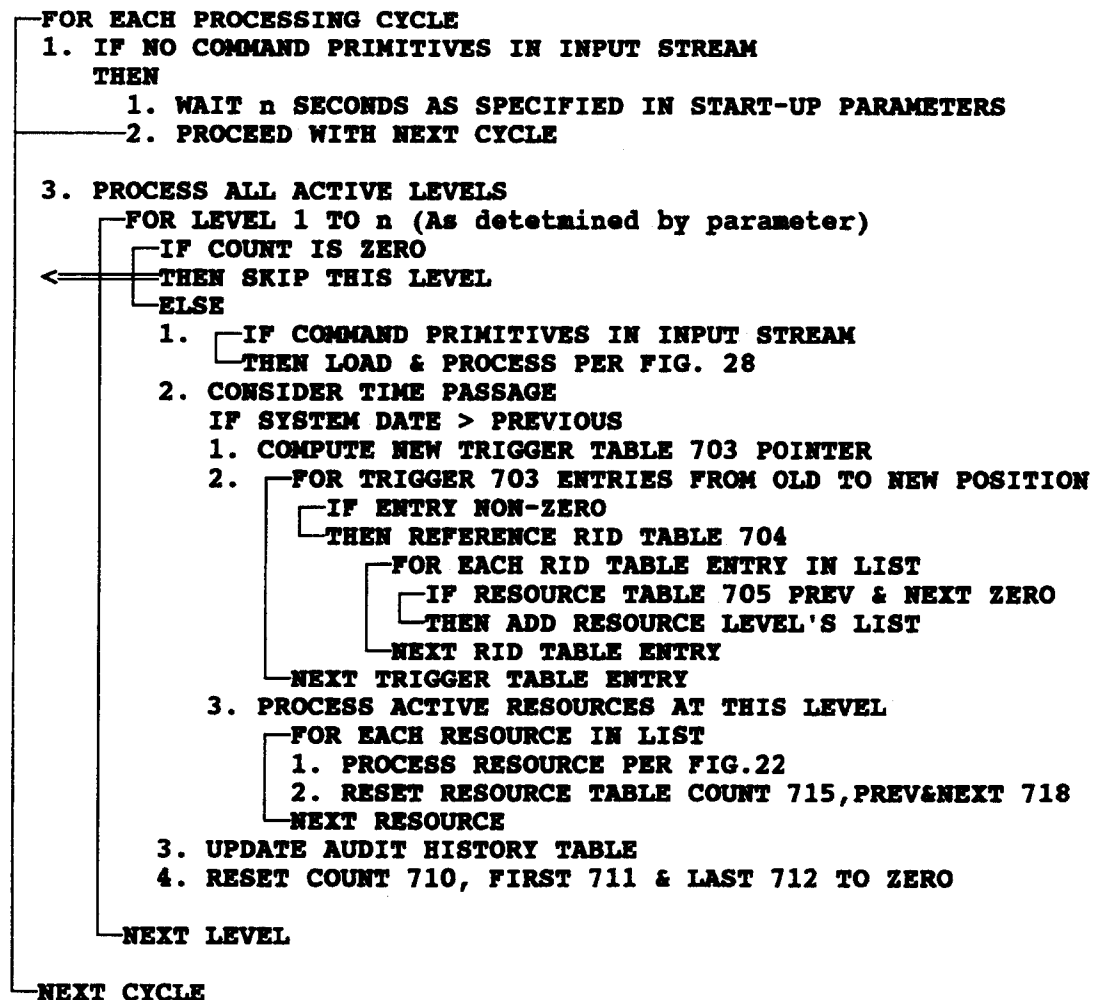 FOR EACH PROCESSING CYCLE
1. IF NO COMMAND PRIMITIVES IN INPUT STREAM
THEN
1. WAIT n SECONDS AS SPECIFIED IN START-UP PARAMETERS
2. PROCEED WITH NEXT CYCLE
3. PROCESS ALL ACTIVE LEVELS
FOR LEVEL 1 TO n (As detetmined by parameter)
IF COUNT IS ZERO
THEN SKIP THIS LEVEL
ELSE
1. IF COMMAND PRIMITIVES IN INPUT STREAM
THEN LOAD & PROCESS PER FIG. 28
2. CONSIDER TIME PASSAGE
IF SYSTEM DATE > PREVIOUS
1. COMPUTE NEW TRIGGER TABLE 703 POINTER
2. FOR TRIGGER 703 ENTRIES FROM OLD TO NEW POSITION
IF ENTRY NON-ZERO
THEN REFERENCE RID TABLE 704
FOR EACH RID TABLE ENTRY IN LIST
IF RESOURCE TABLE 705 PREV & NEXT ZERO
THEN ADD RESOURCE LEVEL'S LIST
NEXT RID TABLE ENTRY
NEXT TRIGGER TABLE ENTRY
3. PROCESS ACTIVE RESOURCES AT THIS LEVEL
FOR EACH RESOURCE IN LIST
1. PROCESS RESOURCE PER FIG.22
2. RESET RESOURCE TABLE COUNT 715,PREV&NEXT 718
NEXT RESOURCE
3. UPDATE AUDIT HISTORY TABLE
4. RESET COUNT 710, FIRST 711 & LAST 712 TO ZERO
NEXT LEVEL
NEXT CYCLE